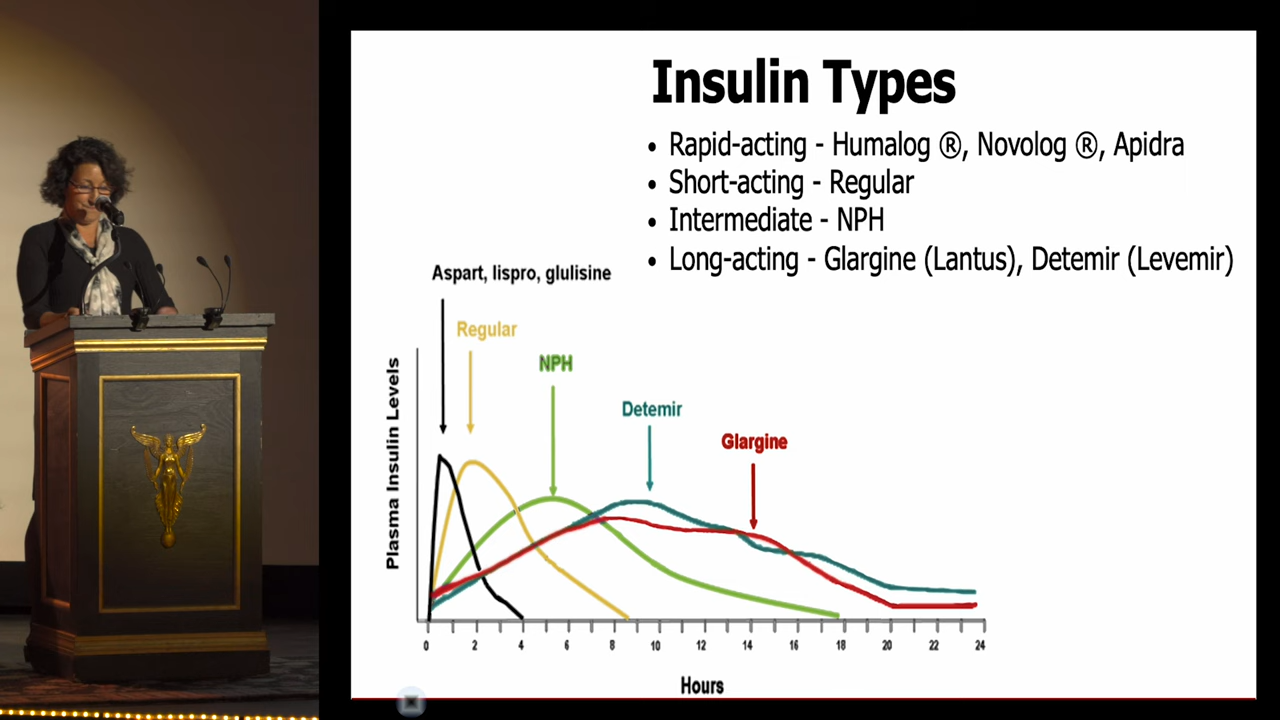 Insulin Types
• Rapid-acting - Humalog ®, Novolog ®, Apidra
• Short-acting - Regular
• Intermediate - NPH
• Long-acting - Glargine (Lantus), Detemir (Levemir)
Aspart, lispro, glulisine
Regular
NPH
Detemir
Glargine
Plasma Insulin Levels
0 2 4 6 8 10 12 14 16 18 20 22 24
Hours